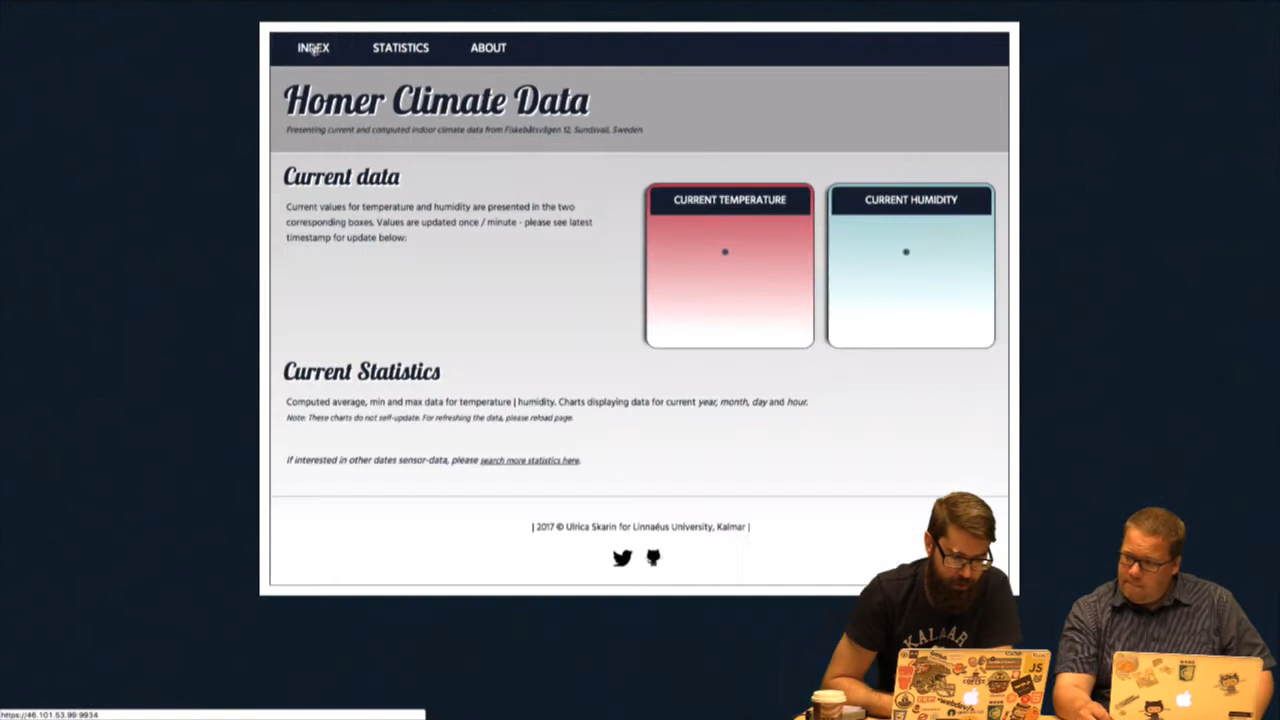 INDEX STATISTICS ABOUT
Homer Climate Data
Presenting current and computed indoor climate data from Fiskebåtsvägen 12, Sundsvall, Sweden
Current data
Current values for temperature and humidity are presented in the two
corresponding boxes. Values are updated once / minute - please see latest
timestamp for update below:
CURRENT TEMPERATURE
CURRENT HUMIDITY
Current Statistics
Computed average, min and max data for temperature | humidity. Charts displaying data for current year, month, day and hour.
Note: These charts do not self-update. For refreshing the data, please reload page.
If interested in other dates sensor-data, please search more statistics here.
| 2017 © Ulrica Skarin for Linnaéus University, Kalmar |
KALMAR
JS
https://46.101.53.99:9934